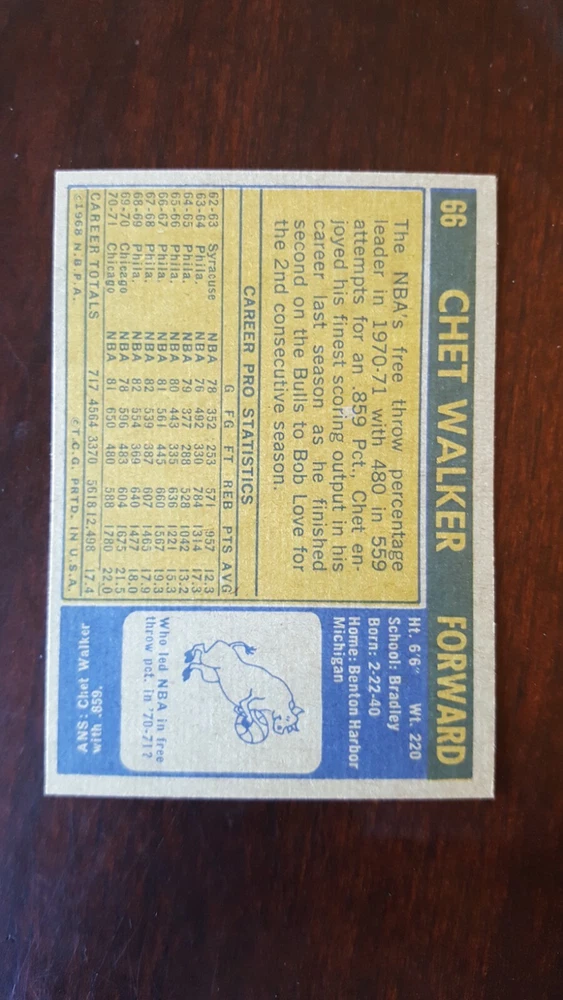 66 CHET WALKER FORWARD
The NBA's free throw percentage
leader in 1970-71 with 480 in 559
attempts for an .859 Pct., Chet en-
joyed his finest scoring output in his
career last season as he finished
second on the Bulls to Bob Love for
the 2nd consecutive season.
CAREER PRO STATISTICS
G FG FT REB PTS AVG
62-63 Syracuse NBA 78 352 253 571 957 12.3
63-64 Phila. NBA 76 492 330 784 1314 17.3
64-65 Phila. NBA 79 377 288 528 1042 13.2
65-66 Phila. NBA 80 443 335 636 1221 15.3
66-67 Phila. NBA 81 561 445 660 1567 19.3
67-68 Phila. NBA 82 539 387 607 1465 17.9
68-69 Phila. NBA 82 554 369 640 1477 18.0
69-70 Chicago NBA 78 596 483 604 1675 21.5
70-71 Chicago NBA 81 650 480 588 1780 22.0
CAREER TOTALS 717 4564 3370 5618 12,498 17.4
©1968 N.B.P.A. ©T.C.G. PRTD. IN U.S.A.
Ht. 6'6" Wt. 220
School: Bradley
Born: 2-22-40
Home: Benton Harbor
Michigan
Who led NBA in free
throw pct. in '70-71?
ANS: Chet Walker
with .859.